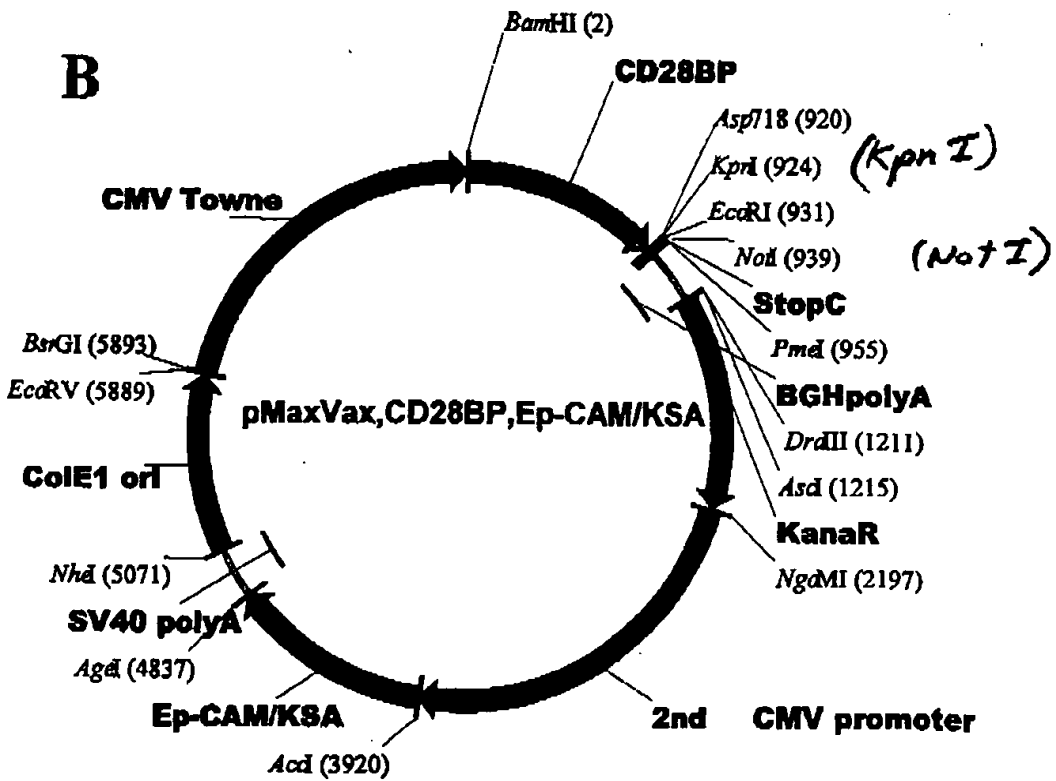 B
BamHI (2)
CD28BP
Asp718 (920)
KpnI (924)
(Kpn I)
EcoRI (931)
NotI (939)
(Not I)
StopC
PmeI (955)
BGHpolyA
DraIII (1211)
AscI (1215)
KanaR
NgoMI (2197)
2nd CMV promoter
AccI (3920)
Ep-CAM/KSA
AgeI (4837)
SV40 polyA
NheI (5071)
ColE1 ori
EcoRV (5889)
BsrGI (5893)
CMV Towne
pMaxVax,CD28BP,Ep-CAM/KSA